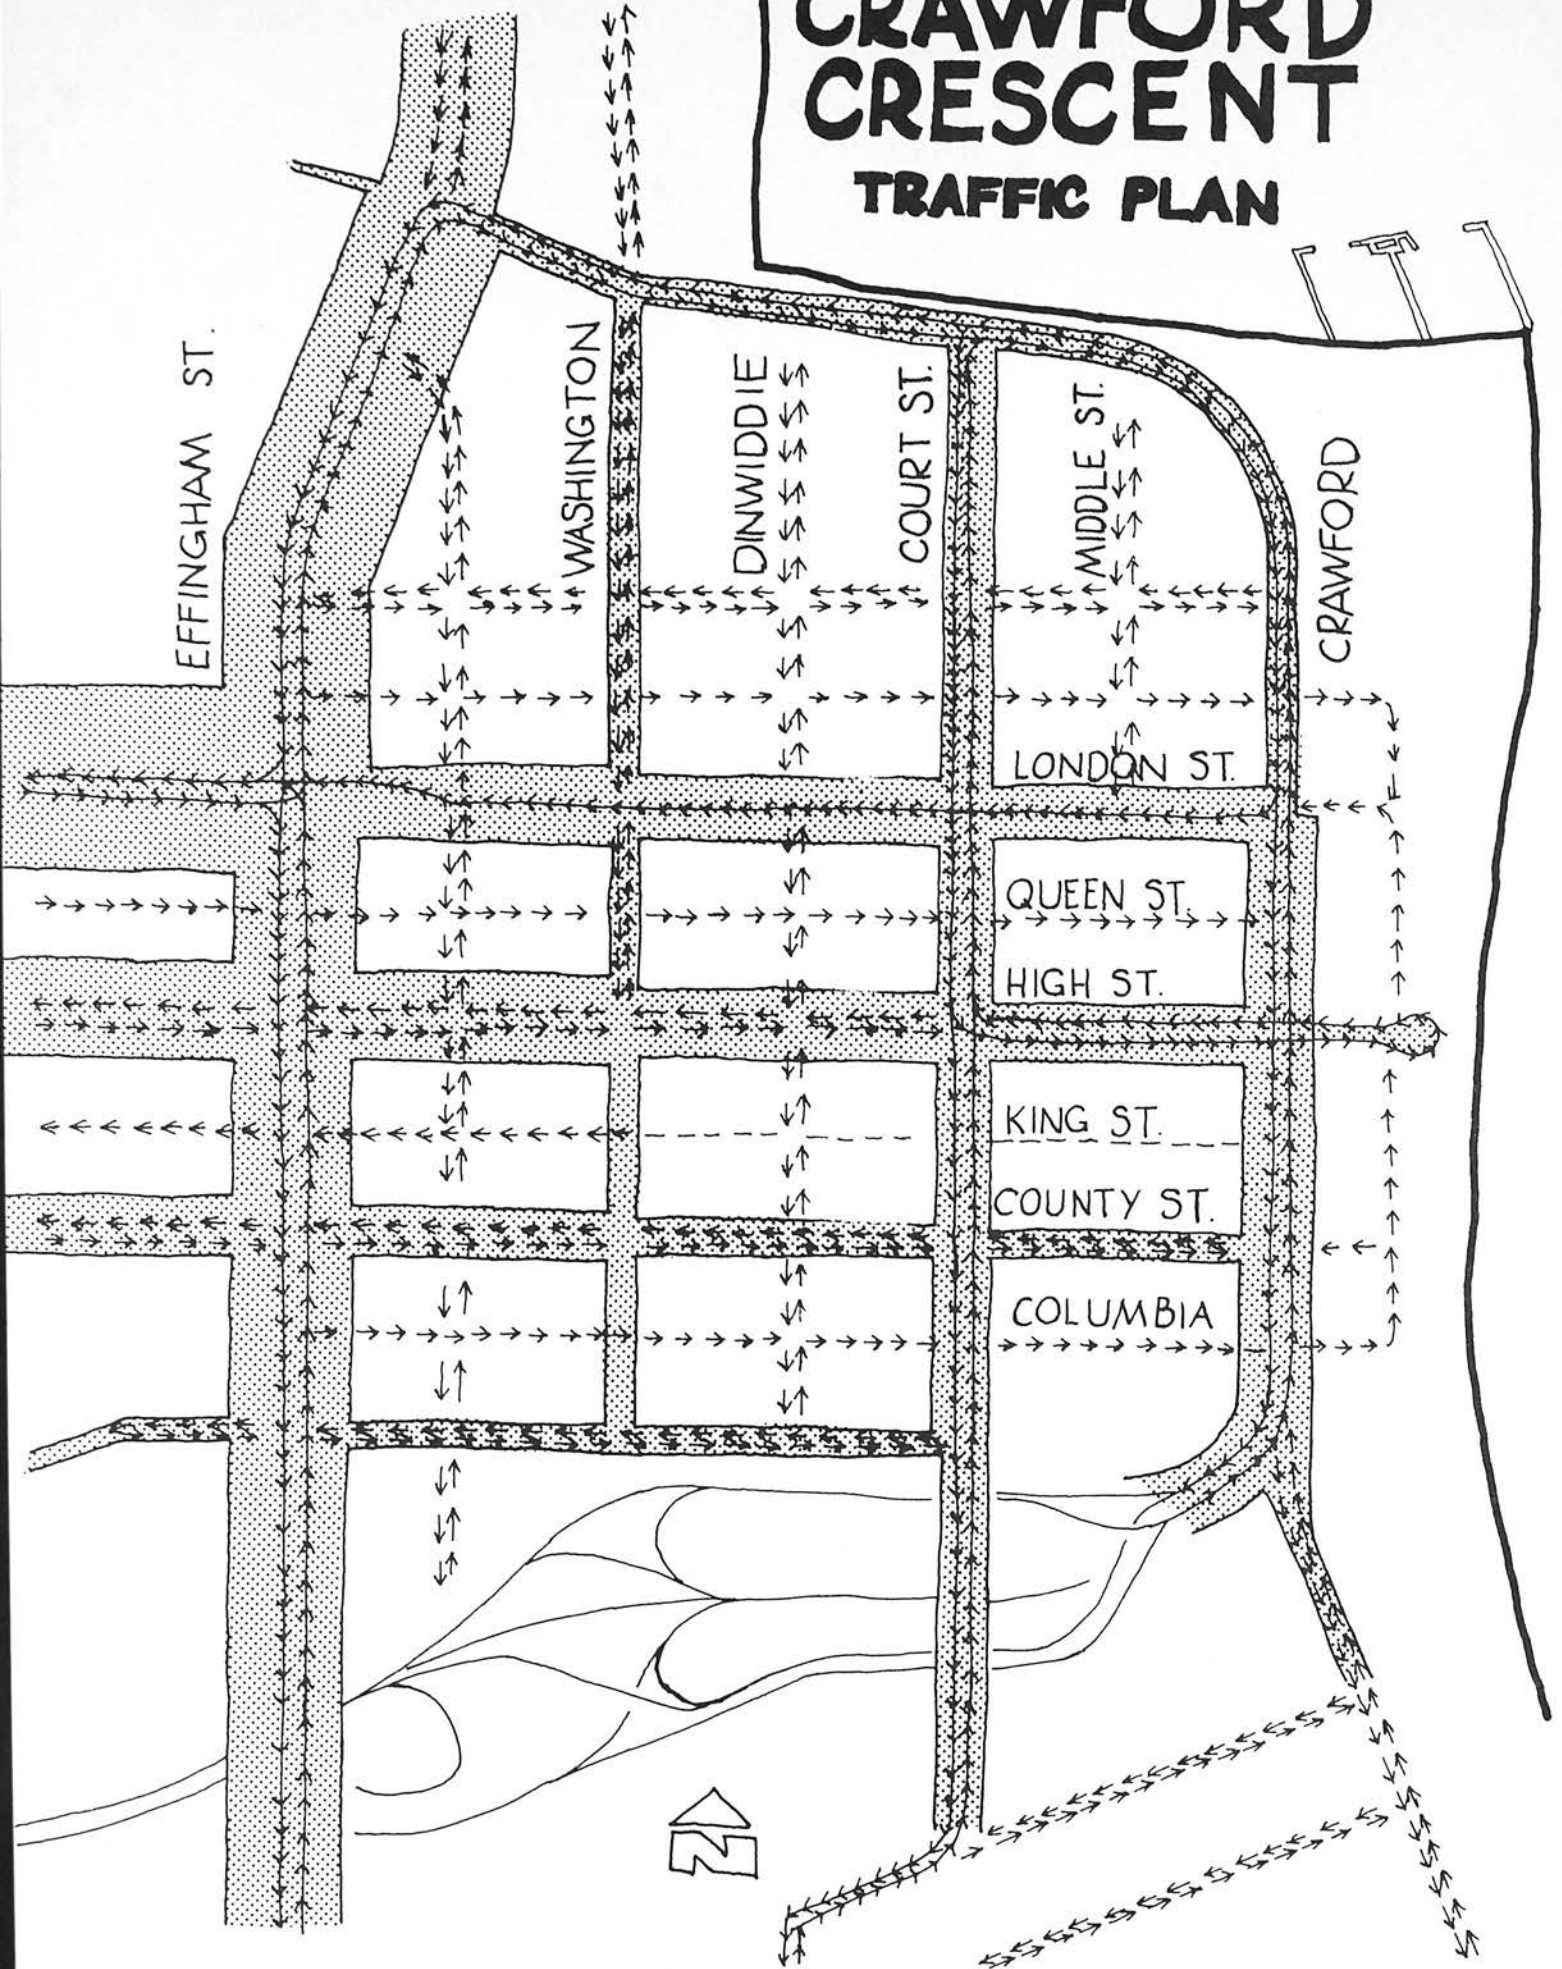 CRAWFORD
CRESCENT
TRAFFIC PLAN
EFFINGHAM ST.
WASHINGTON
DINWIDDIE
COURT ST.
MIDDLE ST.
CRAWFORD
LONDON ST.
QUEEN ST.
HIGH ST.
KING ST.
COUNTY ST.
COLUMBIA
N